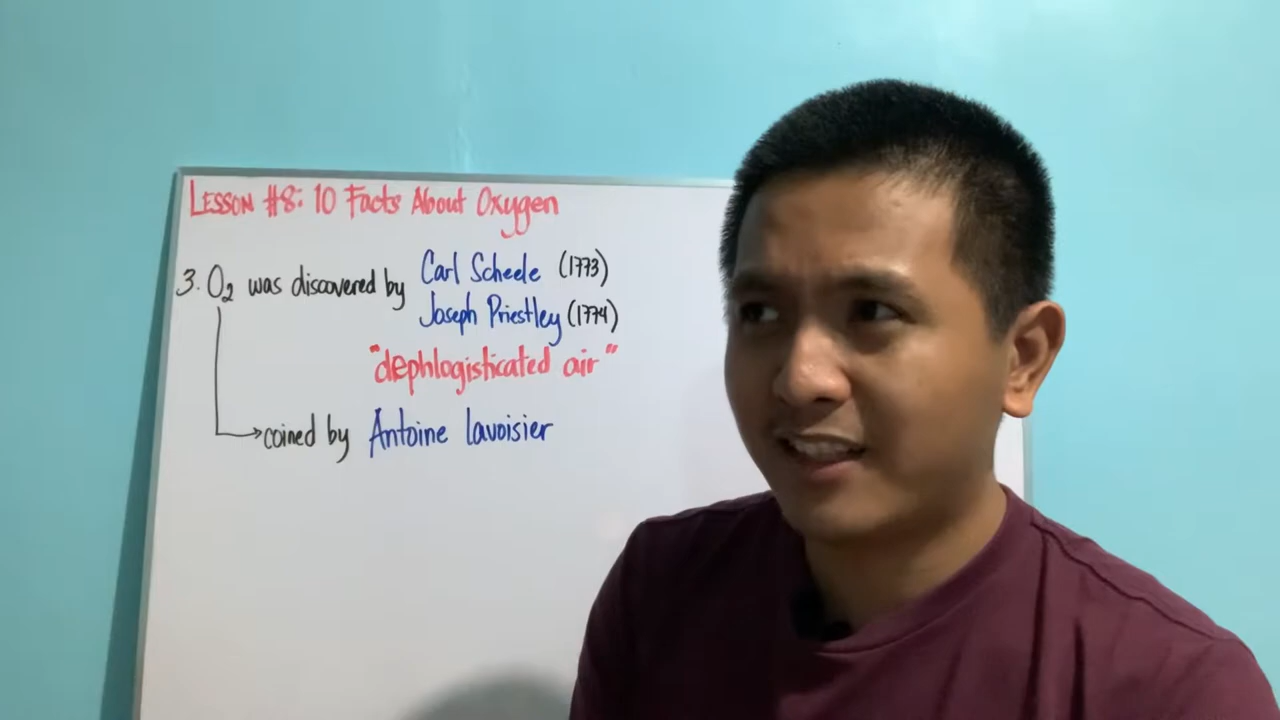 LESSON #8: 10 Facts About Oxygen
3. O₂ was discovered by Carl Scheele (1773)
Joseph Priestley (1774)
"dephlogisticated air"
coined by Antoine Lavoisier